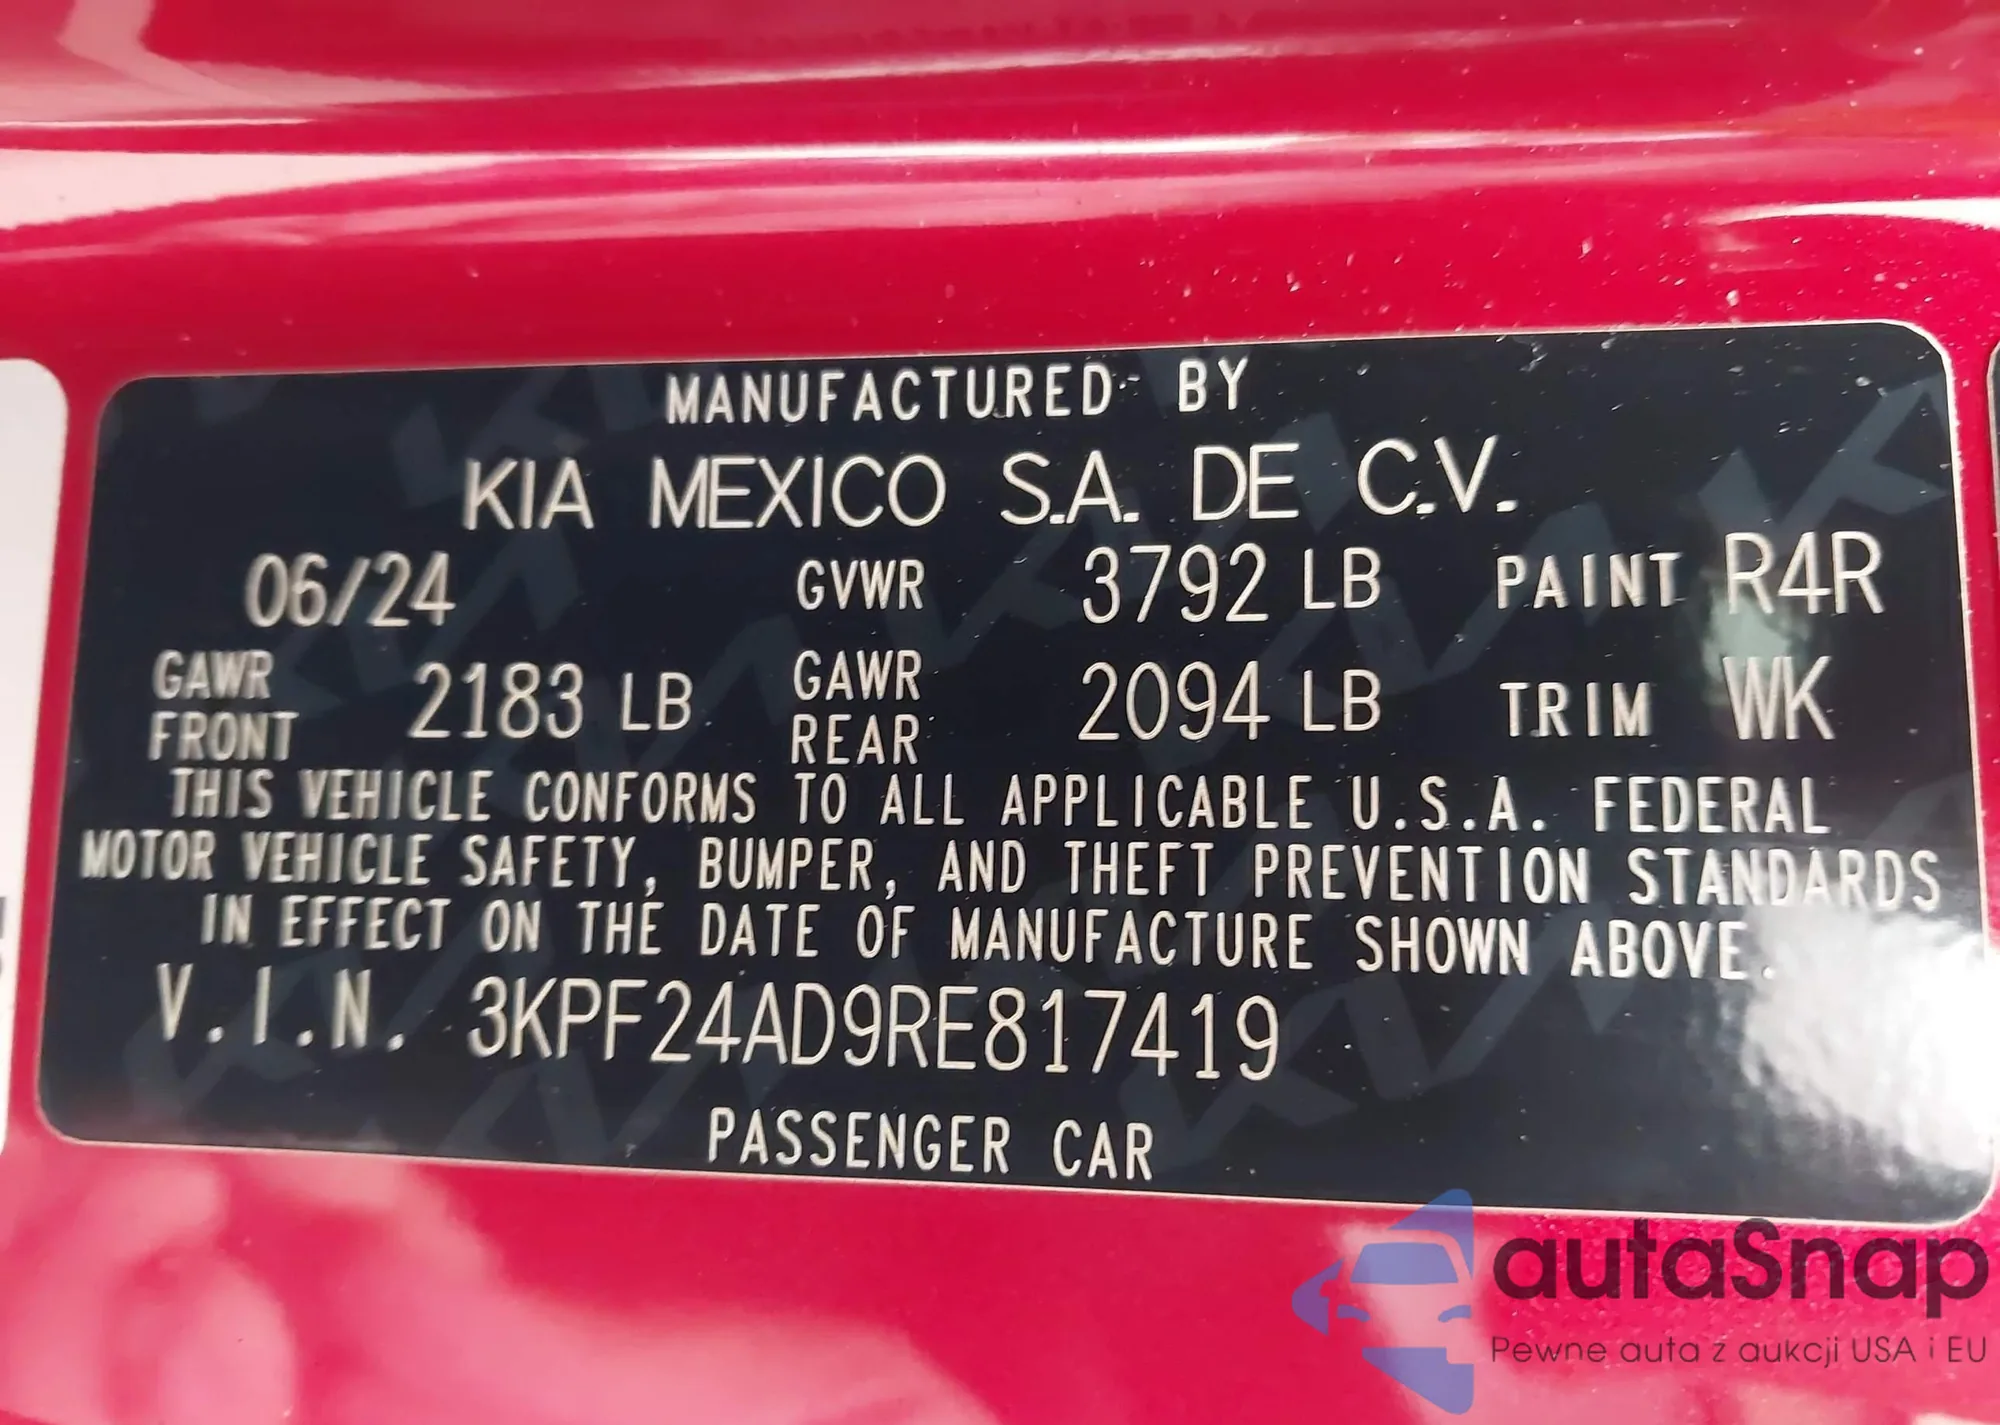 MANUFACTURED BY
KIA MEXICO S.A. DE C.V.
06/24 GVWR 3792 LB PAINT R4R
GAWR FRONT 2183 LB GAWR REAR 2094 LB TRIM WK
THIS VEHICLE CONFORMS TO ALL APPLICABLE U.S.A. FEDERAL
MOTOR VEHICLE SAFETY, BUMPER, AND THEFT PREVENTION STANDARDS
IN EFFECT ON THE DATE OF MANUFACTURE SHOWN ABOVE.
V.I.N. 3KPF24AD9RE817419
PASSENGER CAR
autaSnap
Pewne auta z aukcji USA i EU